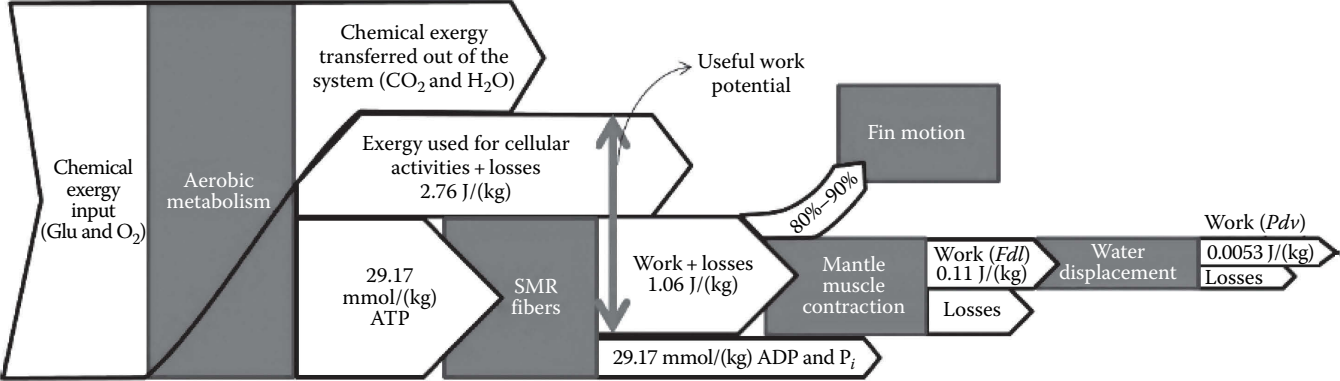 Chemical
exergy
input
(Glu and O₂)
Aerobic
metabolism
Chemical exergy
transferred out of the
system (CO₂ and H₂O)
Useful work
potential
Exergy used for cellular
activities + losses
2.76 J/(kg)
29.17
mmol/(kg)
ATP
SMR
fibers
Work + losses
1.06 J/(kg)
29.17 mmol/(kg) ADP and Pᵢ
80%–90%
Fin motion
Mantle
muscle
contraction
Work (Fdl)
0.11 J/(kg)
Losses
Water
displacement
Work (Pdv)
0.0053 J/(kg)
Losses